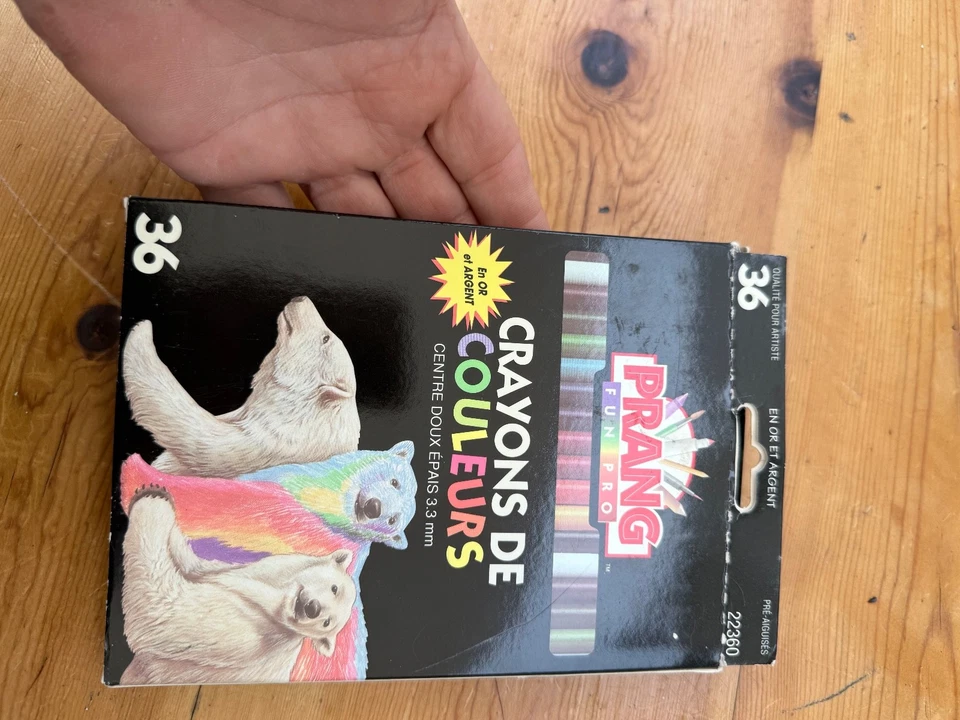 36
QUALITÉ POUR ARTISTE
EN OR ET ARGENT
PRÉ-AIGUISÉS
22360
PRANG
FUN PRO
™
CRAYONS DE
COULEURS
CENTRE DOUX ÉPAIS 3.3 mm
En OR
et ARGENT
36